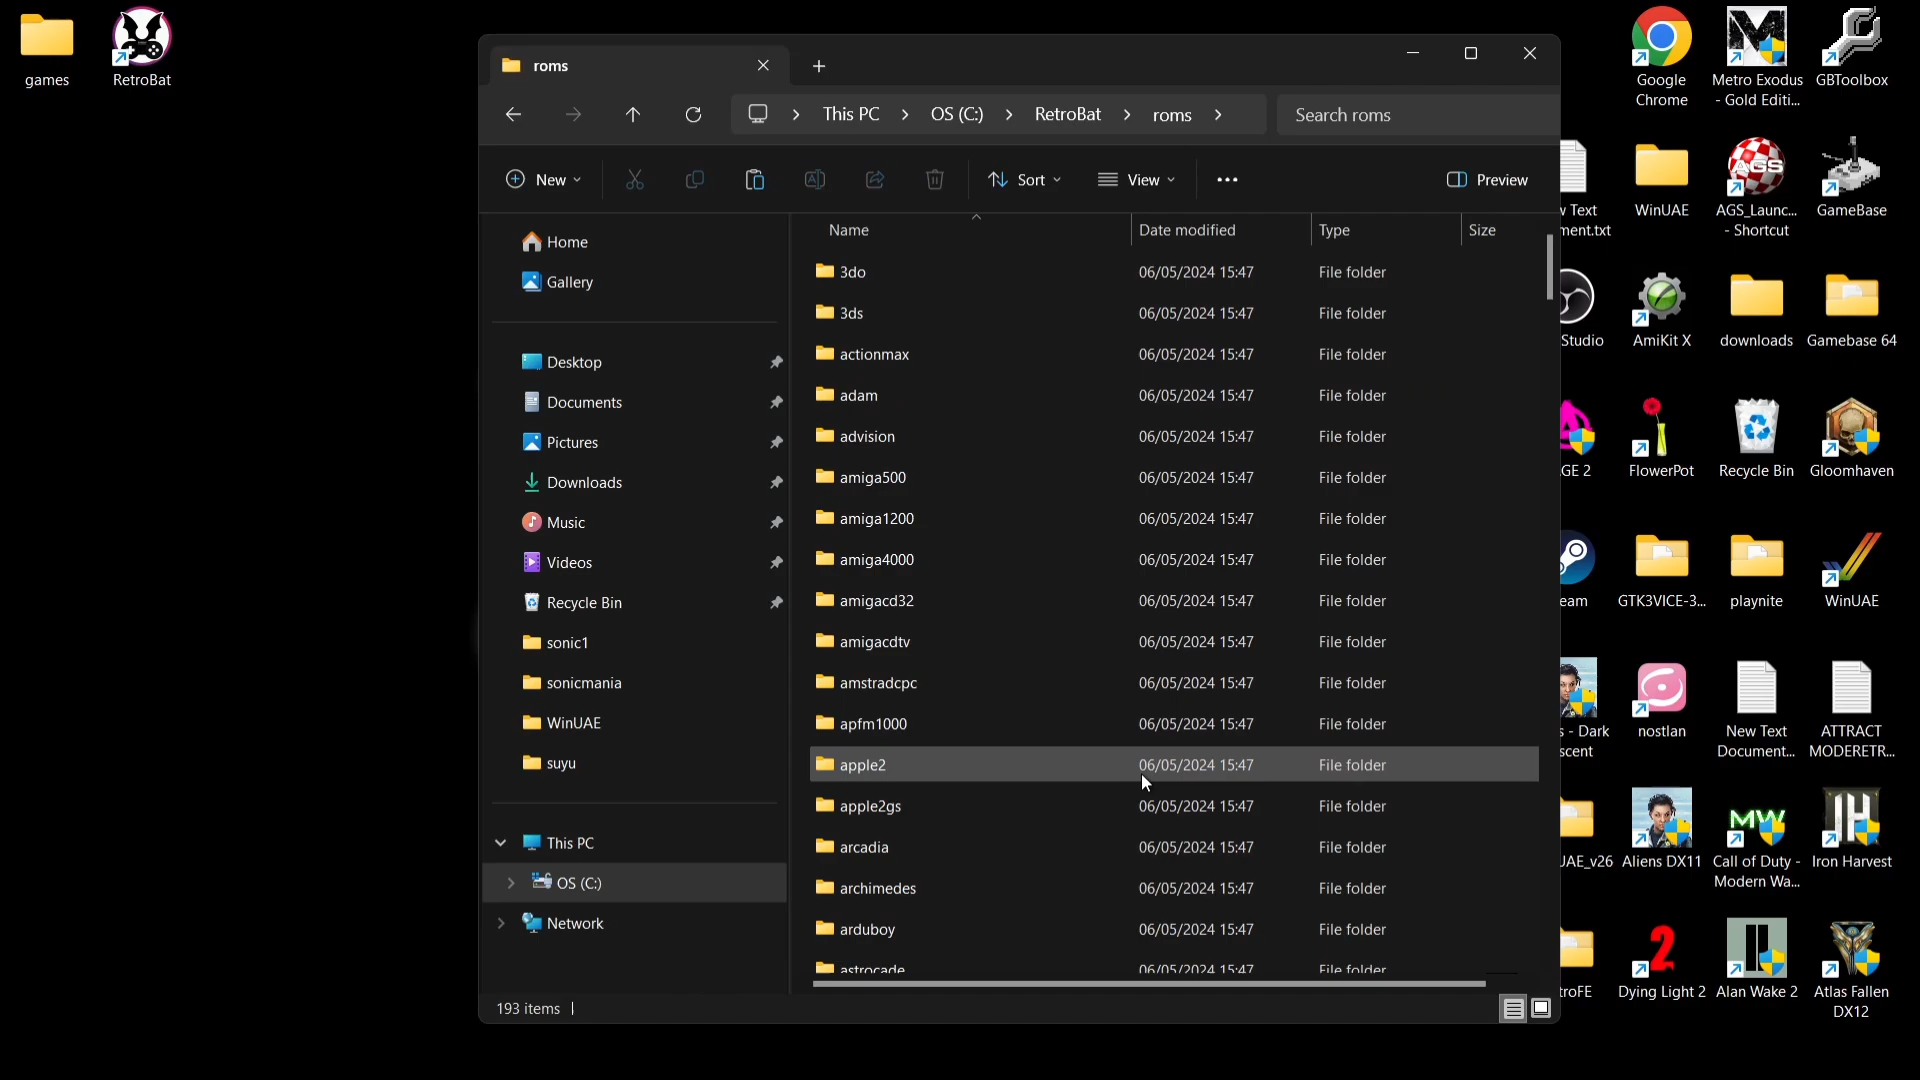 games
RetroBat
roms
This PC
OS (C:)
RetroBat
roms
Search roms
New
Sort
View
Preview
Home
Gallery
Desktop
Documents
Pictures
Downloads
Music
Videos
Recycle Bin
sonic1
sonicmania
WinUAE
suyu
This PC
OS (C:)
Network
Name Date modified Type Size
3do 06/05/2024 15:47 File folder
3ds 06/05/2024 15:47 File folder
actionmax 06/05/2024 15:47 File folder
adam 06/05/2024 15:47 File folder
advision 06/05/2024 15:47 File folder
amiga500 06/05/2024 15:47 File folder
amiga1200 06/05/2024 15:47 File folder
amiga4000 06/05/2024 15:47 File folder
amigacd32 06/05/2024 15:47 File folder
amigacdtv 06/05/2024 15:47 File folder
amstradcpc 06/05/2024 15:47 File folder
apfm1000 06/05/2024 15:47 File folder
apple2 06/05/2024 15:47 File folder
apple2gs 06/05/2024 15:47 File folder
arcadia 06/05/2024 15:47 File folder
archimedes 06/05/2024 15:47 File folder
arduboy 06/05/2024 15:47 File folder
astrocade 06/05/2024 15:47 File folder
193 items
Google
Chrome
Metro Exodus
- Gold Editi...
GBToolbox
v Text
ment.txt
WinUAE
AGS
AGS_Launc...
- Shortcut
GameBase
Studio
AmiKit X
downloads
Gamebase 64
GE 2
FlowerPot
Recycle Bin
Gloomhaven
eam
GTK3VICE-3...
playnite
WinUAE
s - Dark
scent
nostlan
New Text
Document...
ATTRACT
MODERETR...
JAE_v26
Aliens DX11
MW
Call of Duty -
Modern Wa...
Iron Harvest
troFE
2
Dying Light 2
Alan Wake 2
Atlas Fallen
DX12